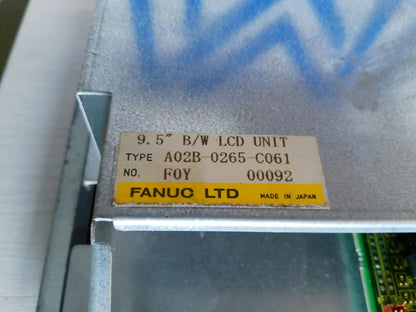 9.5" B/W LCD UNIT
TYPE A02B-0265-C061
NO. F0Y 00092
FANUC LTD MADE IN JAPAN